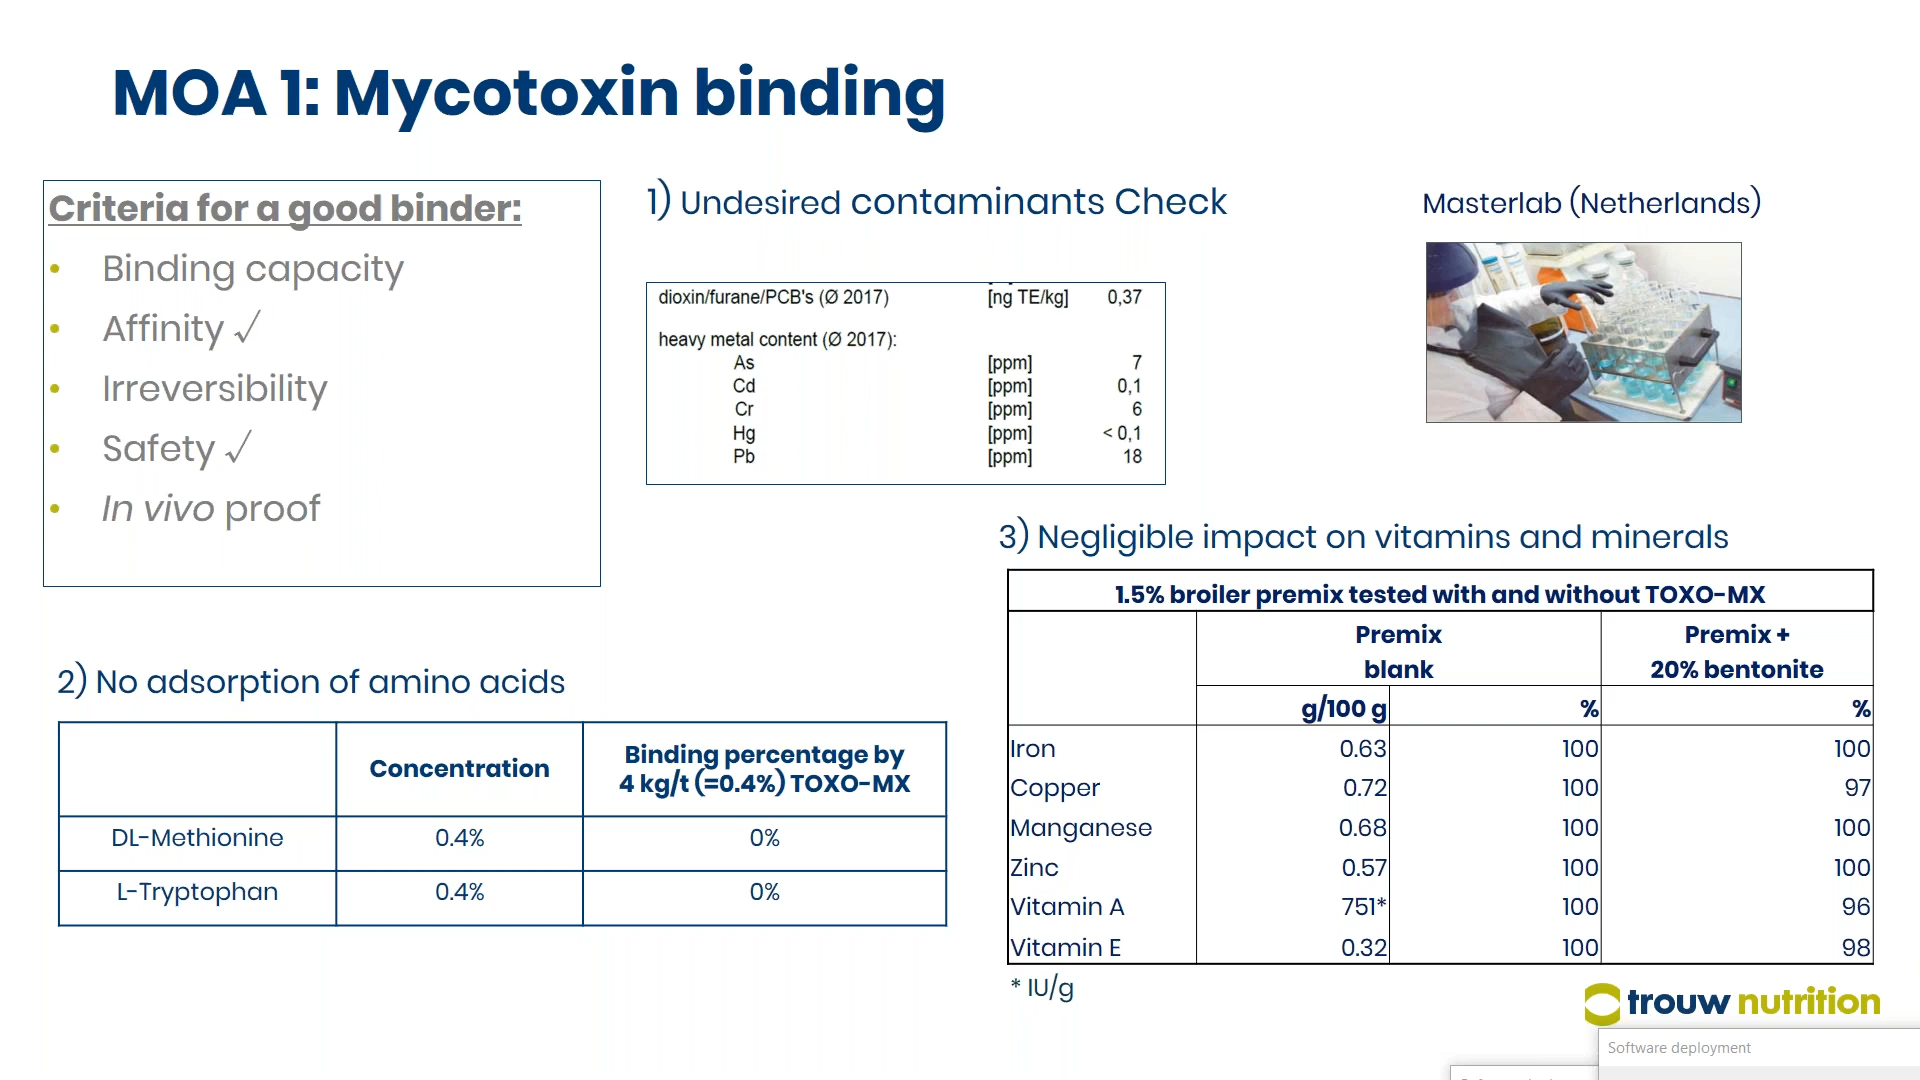 MOA 1: Mycotoxin binding
Criteria for a good binder:
• Binding capacity
• Affinity √
• Irreversibility
• Safety √
• In vivo proof
1) Undesired contaminants Check
Masterlab (Netherlands)
dioxin/furane/PCB's (Ø 2017) [ng TE/kg] 0,37
heavy metal content (Ø 2017):
As [ppm] 7
Cd [ppm] 0,1
Cr [ppm] 6
Hg [ppm] < 0,1
Pb [ppm] 18
2) No adsorption of amino acids
Concentration Binding percentage by
4 kg/t (=0.4%) TOXO-MX
DL-Methionine 0.4% 0%
L-Tryptophan 0.4% 0%
3) Negligible impact on vitamins and minerals
1.5% broiler premix tested with and without TOXO-MX
Premix Premix +
blank 20% bentonite
g/100 g % %
Iron 0.63 100 100
Copper 0.72 100 97
Manganese 0.68 100 100
Zinc 0.57 100 100
Vitamin A 751* 100 96
Vitamin E 0.32 100 98
* IU/g
trouw nutrition
Software deployment